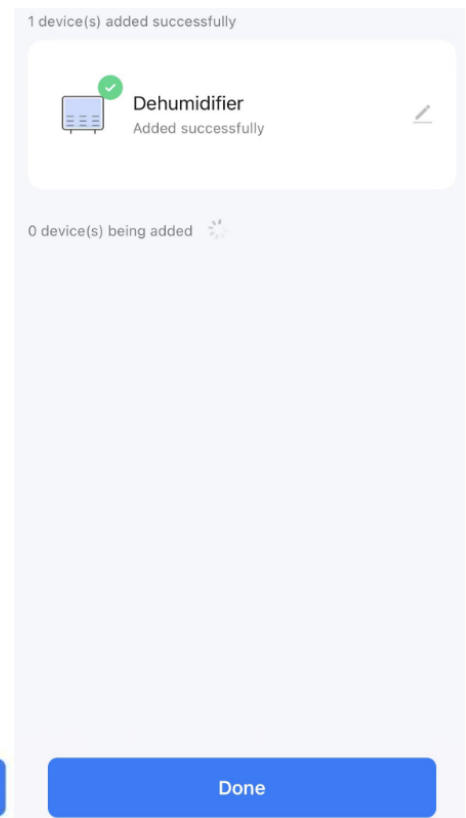 1 device(s) added successfully
Dehumidifier
Added successfully
0 device(s) being added
Done